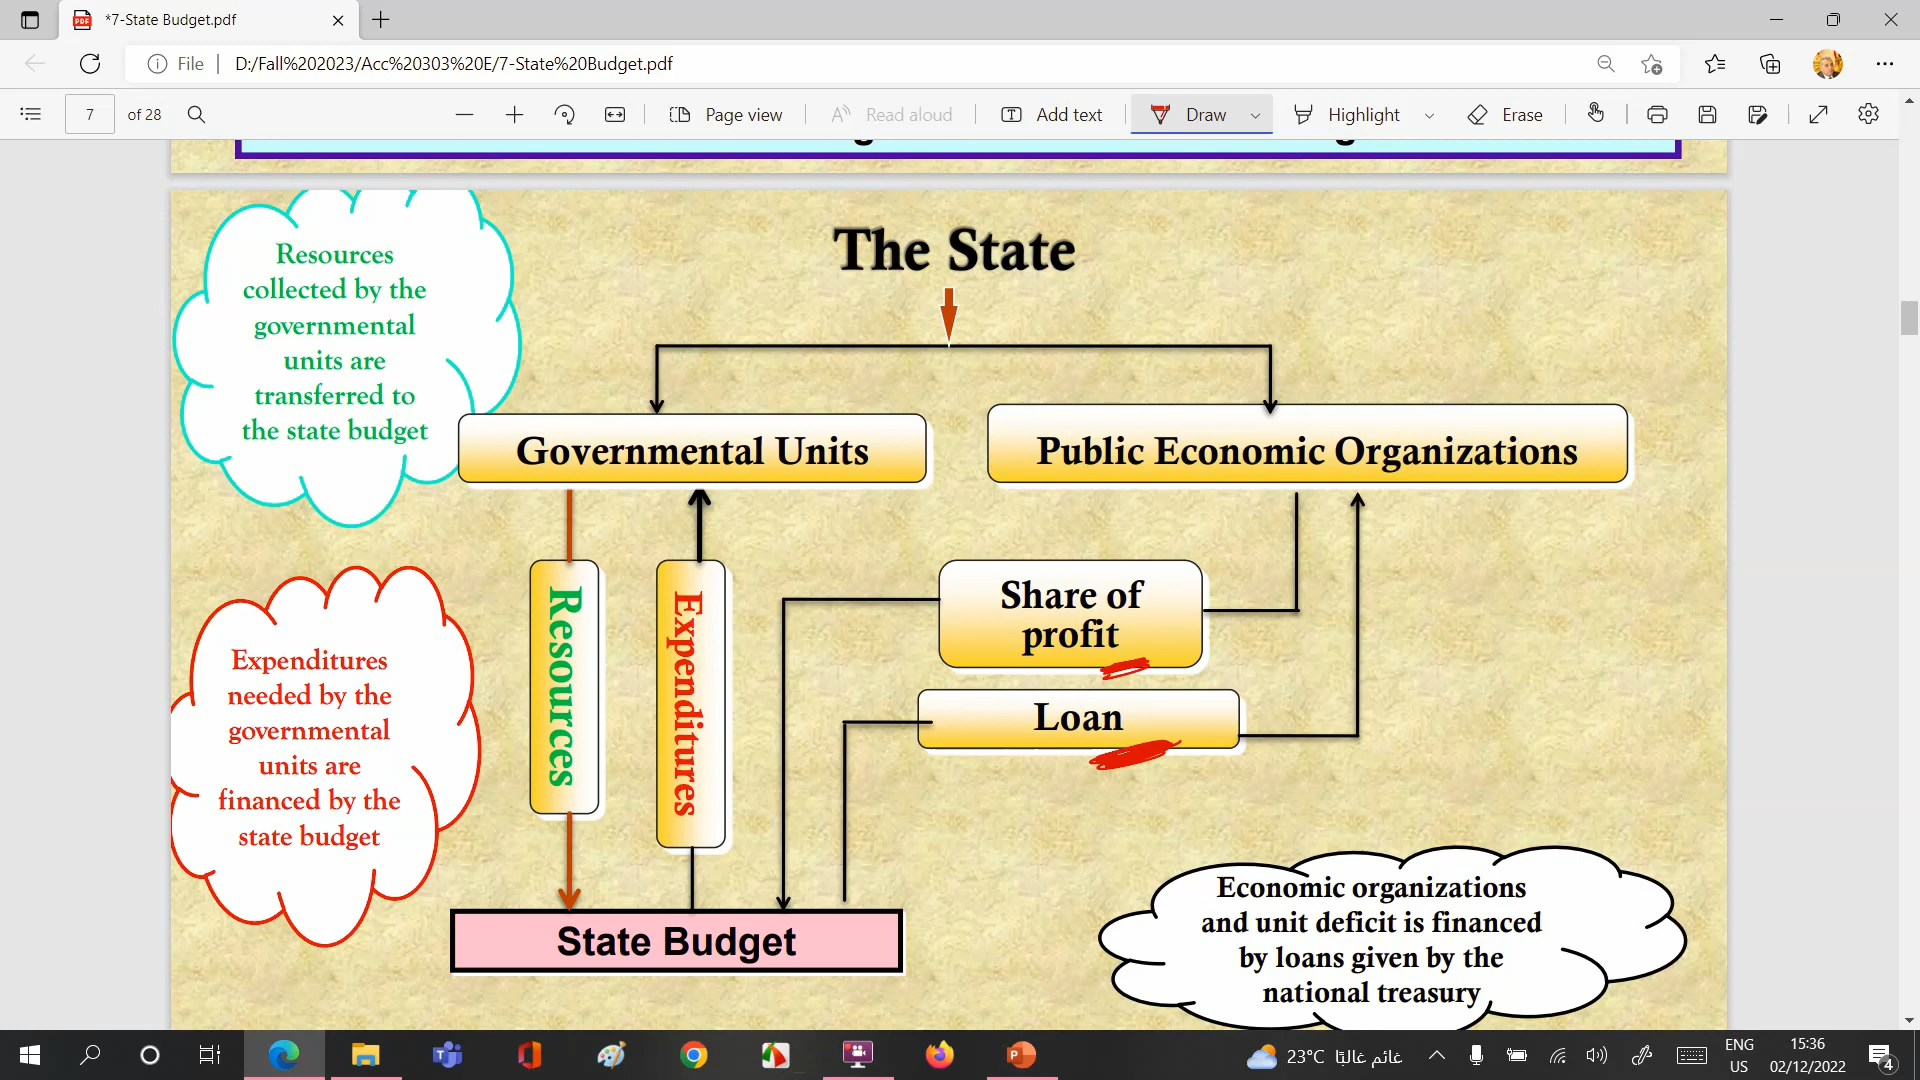 *7-State Budget.pdf
File
D:/Fall%202023/Acc%20303%20E/7-State%20Budget.pdf
7 of 28
Page view
Read aloud
Add text
Draw
Highlight
Erase
The State
Resources
collected by the
governmental
units are
transferred to
the state budget
Governmental Units
Public Economic Organizations
Resources
Expenditures
Share of
profit
Loan
Expenditures
needed by the
governmental
units are
financed by the
state budget
State Budget
Economic organizations
and unit deficit is financed
by loans given by the
national treasury
23°C غائم غالبًا
ENG
US
15:36
02/12/2022
4